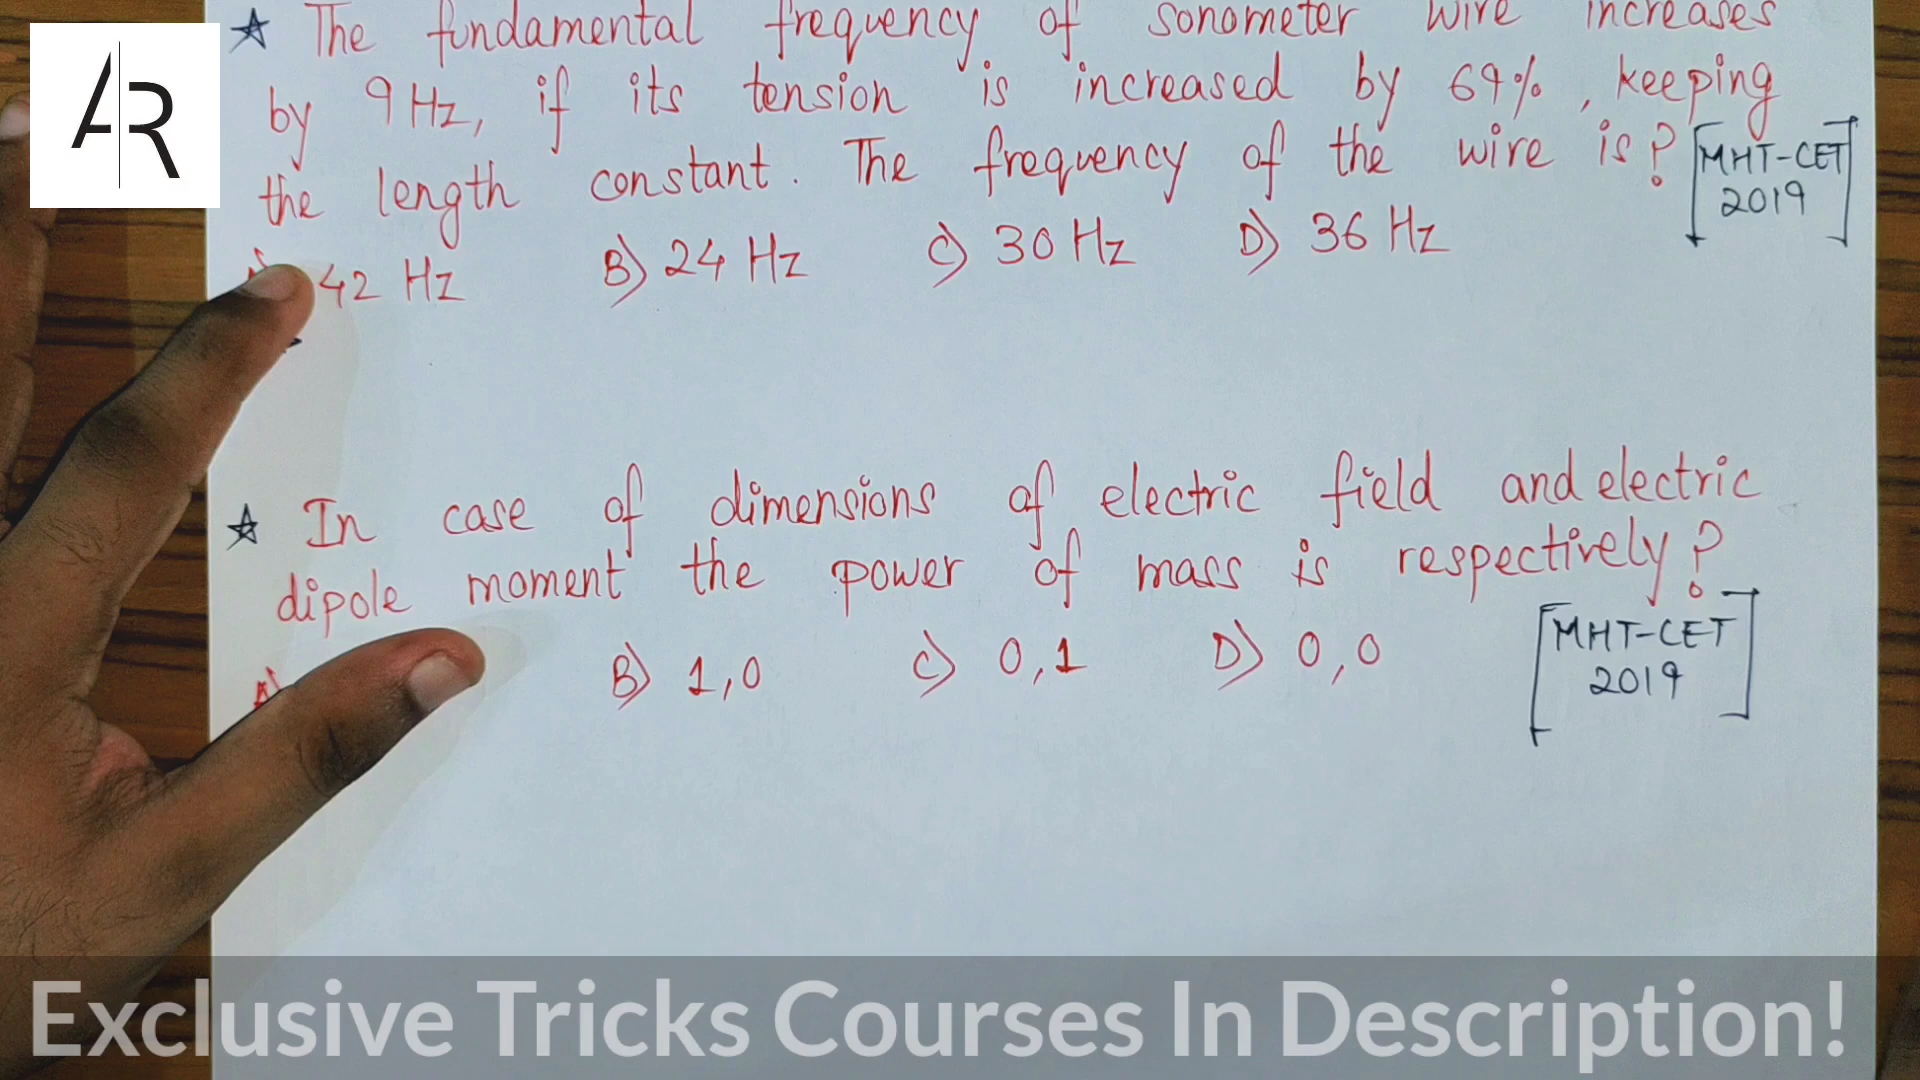 AR
★ The fundamental frequency of sonometer wire increases
by 9 Hz, if its tension is increased by 69%, keeping
the length constant. The frequency of the wire is?
[MHT-CET
2019]
42 Hz B) 24 Hz C) 30 Hz D) 36 Hz
★ In case of dimensions of electric field and electric
dipole moment the power of mass is respectively?
A) B) 1,0 C) 0,1 D) 0,0
[MHT-CET
2019]
Exclusive Tricks Courses In Description!